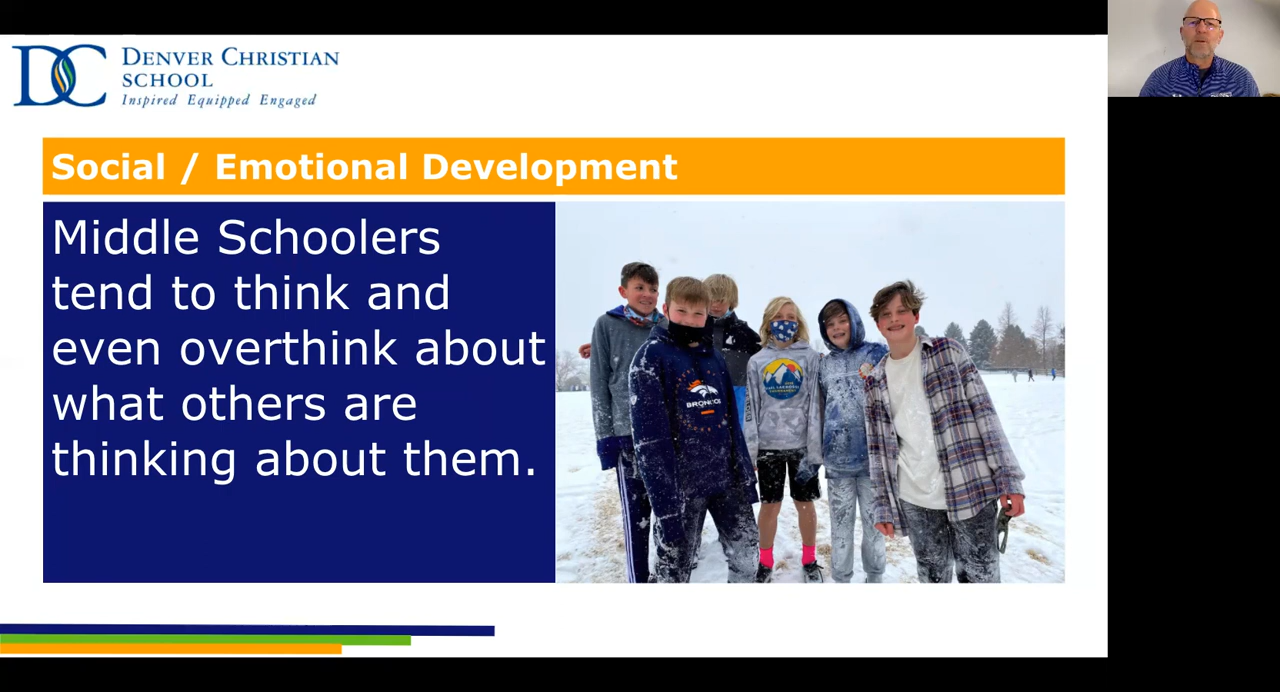 DC
DENVER CHRISTIAN
SCHOOL
Inspired Equipped Engaged
Social / Emotional Development
Middle Schoolers
tend to think and
even overthink about
what others are
thinking about them.
BRONCOS